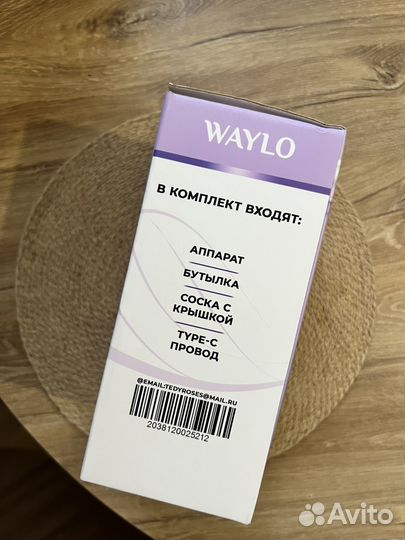 WAYLO
В КОМПЛЕКТ ВХОДЯТ:
АППАРАТ
БУТЫЛКА
СОСКА С
КРЫШКОЙ
TYPE-C
ПРОВОД
@EMAIL:TEDYROSES@MAIL.RU
2038120025212
Avito